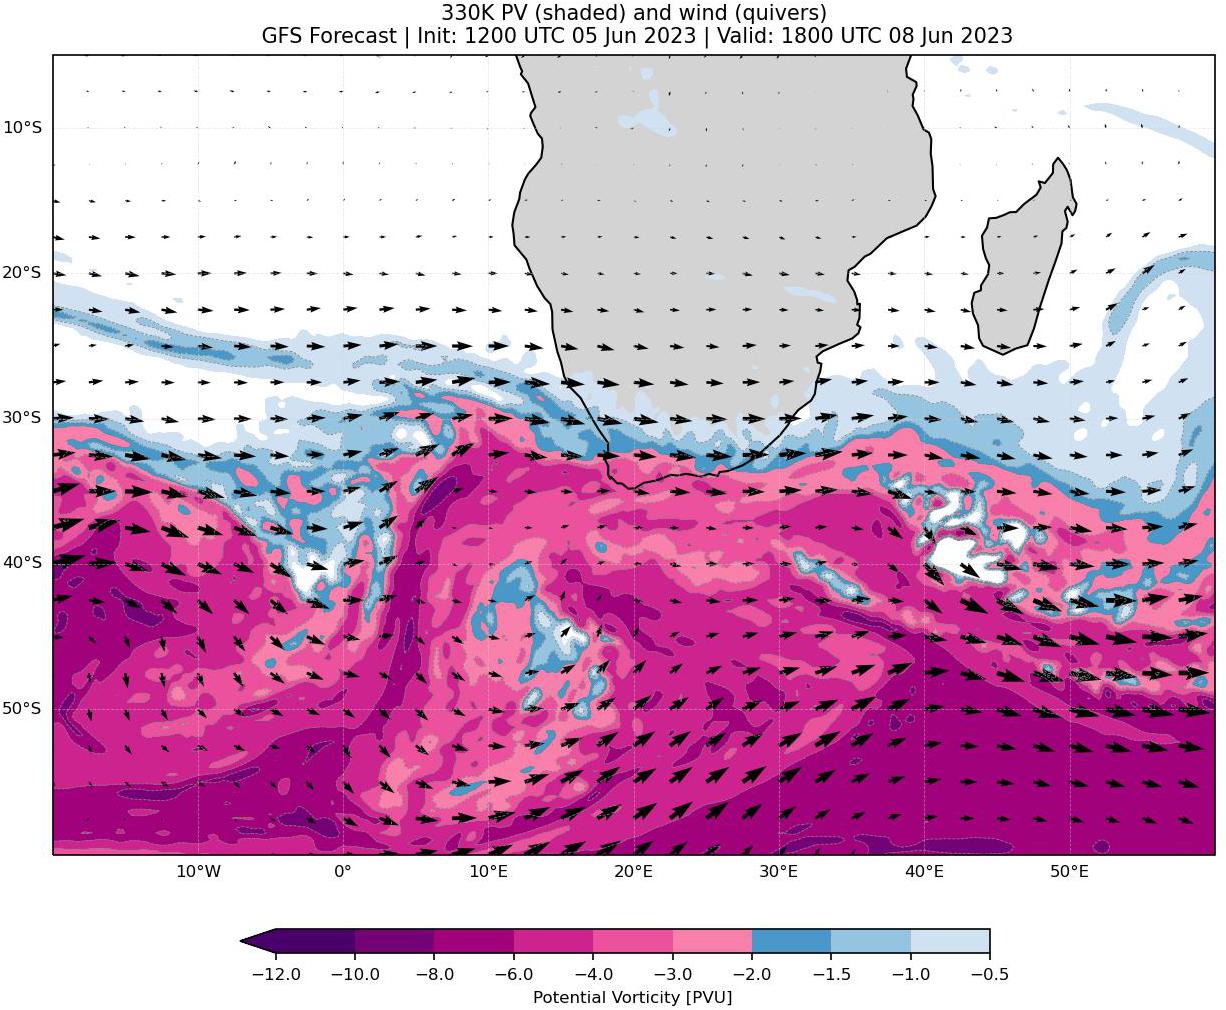 330K PV (shaded) and wind (quivers)
GFS Forecast | Init: 1200 UTC 05 Jun 2023 | Valid: 1800 UTC 08 Jun 2023
10°S
20°S
30°S
40°S
50°S
10°W 0° 10°E 20°E 30°E 40°E 50°E
−12.0 −10.0 −8.0 −6.0 −4.0 −3.0 −2.0 −1.5 −1.0 −0.5
Potential Vorticity [PVU]